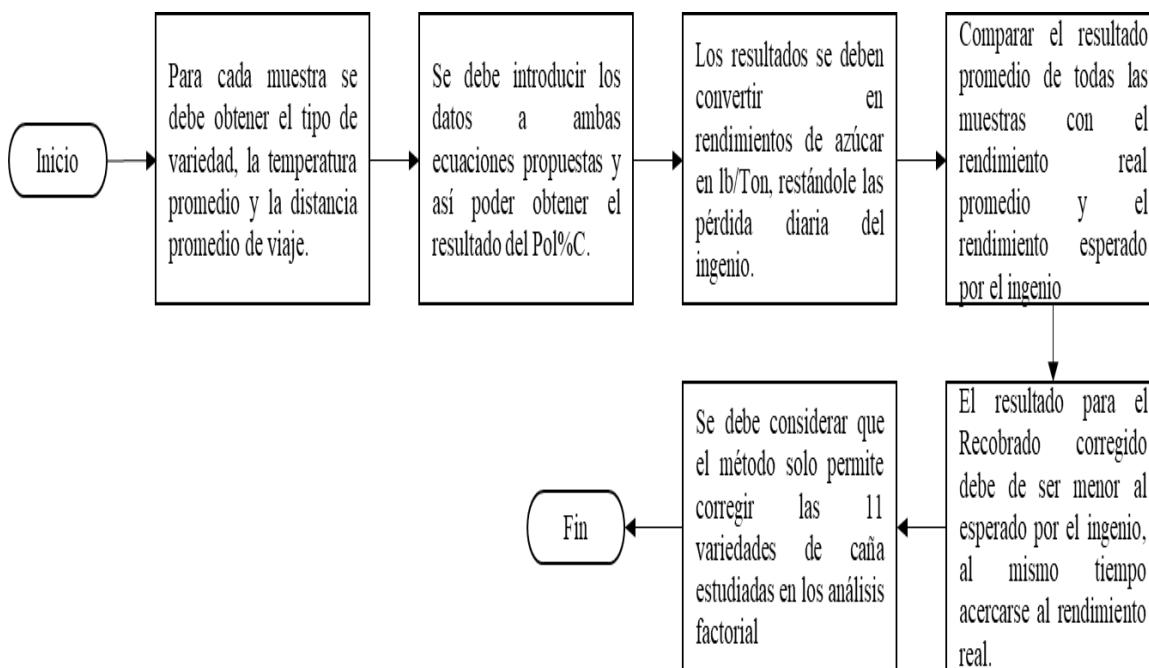 Inicio
Para cada muestra se
debe obtener el tipo de
variedad, la temperatura
promedio y la distancia
promedio de viaje.
Se debe introducir los
datos a ambas
ecuaciones propuestas y
así poder obtener el
resultado del Pol%C.
Los resultados se deben
convertir en
rendimientos de azúcar
en lb/Ton, restándole las
pérdida diaria del
ingenio.
Comparar el resultado
promedio de todas las
muestras con el
rendimiento real
promedio y el
rendimiento esperado
por el ingenio
El resultado para el
Recobrado corregido
debe de ser menor al
esperado por el ingenio,
al mismo tiempo
acercarse al rendimiento
real.
Se debe considerar que
el método solo permite
corregir las 11
variedades de caña
estudiadas en los análisis
factorial
Fin